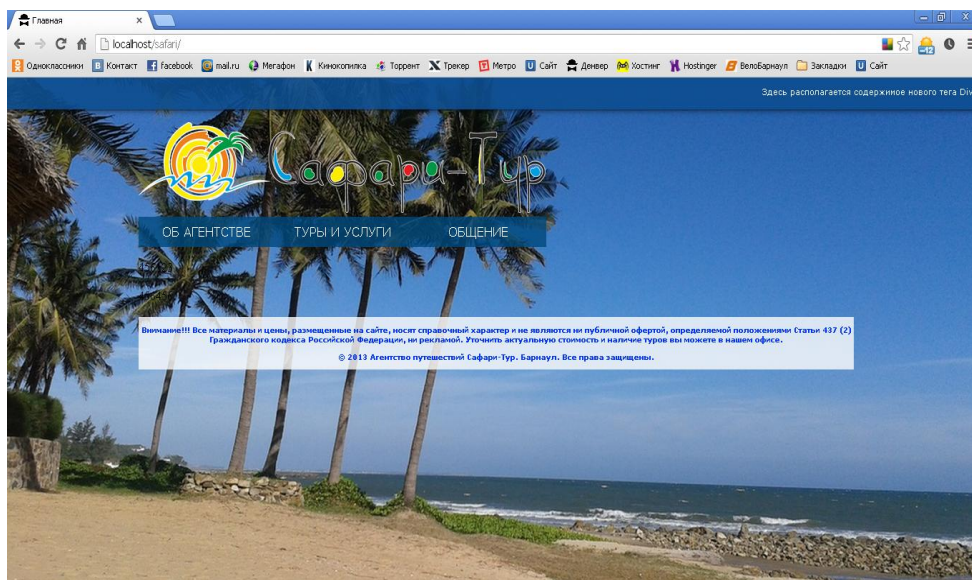 Главная
localhost/safari/
-12
Одноклассники Контакт facebook mail.ru Мегафон Кинокопилка Торрент Трекер Метро Сайт Денвер Хостинг Hostinger ВелоБарнаул Закладки Сайт
Здесь располагается содержимое нового тега Div
Сафари-Тур
ОБ АГЕНТСТВЕ ТУРЫ И УСЛУГИ ОБЩЕНИЕ
Внимание!!! Все материалы и цены, размещенные на сайте, носят справочный характер и не являются ни публичной офертой, определяемой положениями Статьи 437 (2)
Гражданского кодекса Российской Федерации, ни рекламой. Уточнить актуальную стоимость и наличие туров вы можете в нашем офисе.
© 2013 Агентство путешествий Сафари-Тур. Барнаул. Все права защищены.